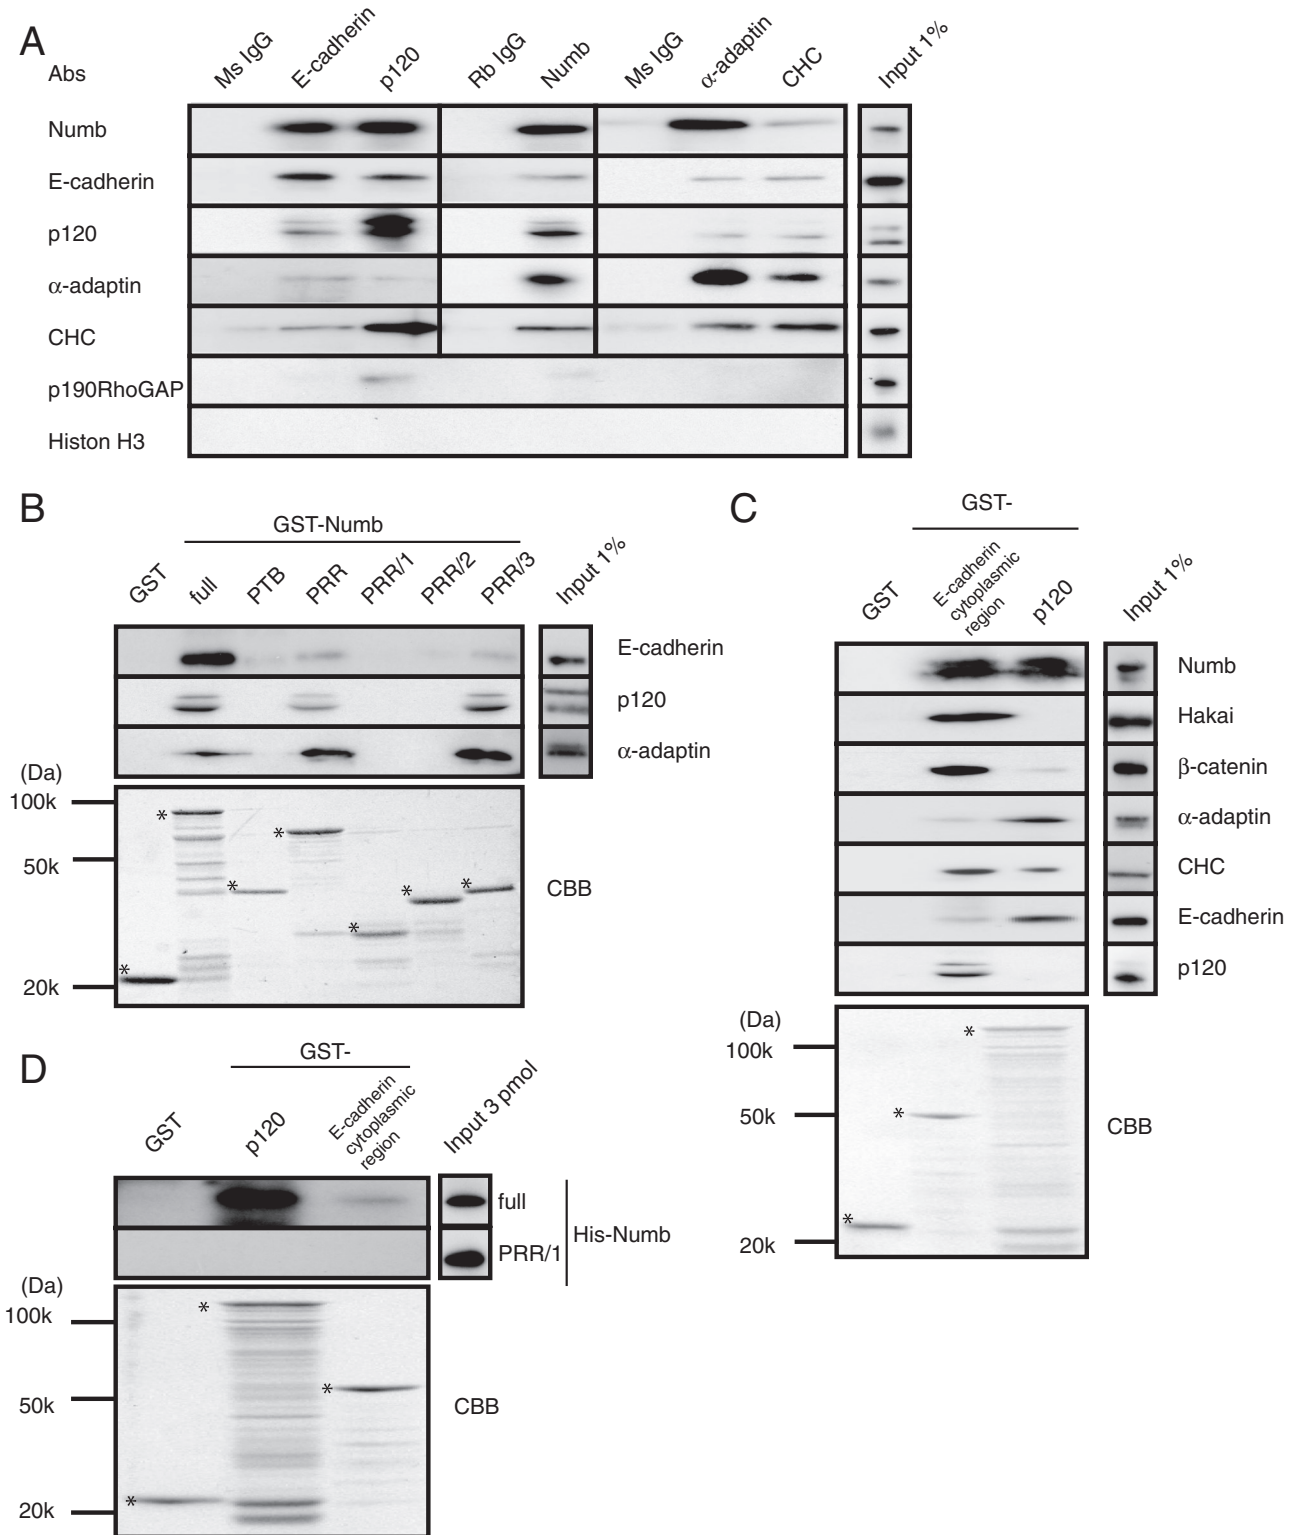 A
Abs
Ms IgG
E-cadherin
p120
Rb IgG
Numb
Ms IgG
α-adaptin
CHC
Input 1%
Numb
E-cadherin
p120
α-adaptin
CHC
p190RhoGAP
Histon H3
B
GST-Numb
GST
full
PTB
PRR
PRR/1
PRR/2
PRR/3
Input 1%
E-cadherin
p120
α-adaptin
(Da)
100k
50k
20k
* * * * * * *
CBB
C
GST-
GST
E-cadherin
cytoplasmic
region
p120
Input 1%
Numb
Hakai
β-catenin
α-adaptin
CHC
E-cadherin
p120
(Da)
100k
50k
20k
* * *
CBB
D
GST-
GST
p120
E-cadherin
cytoplasmic
region
Input 3 pmol
full
PRR/1
His-Numb
(Da)
100k
50k
20k
* * *
CBB